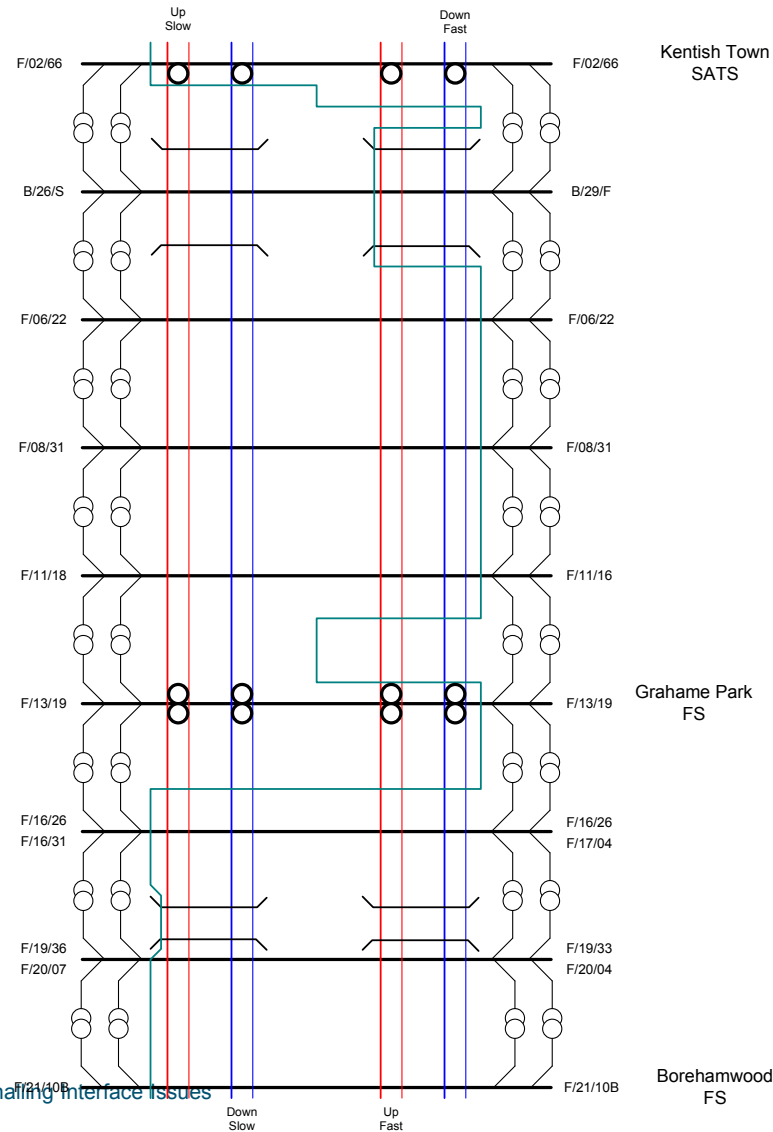 Up
Slow
Down
Fast
F/02/66
F/02/66
Kentish Town
SATS
B/26/S
B/29/F
F/06/22
F/06/22
F/08/31
F/08/31
F/11/18
F/11/16
F/13/19
F/13/19
Grahame Park
FS
F/16/26
F/16/31
F/16/26
F/17/04
F/19/36
F/20/07
F/19/33
F/20/04
F/21/10B
nalling Interface Issues
F/21/10B
Borehamwood
FS
Down
Slow
Up
Fast